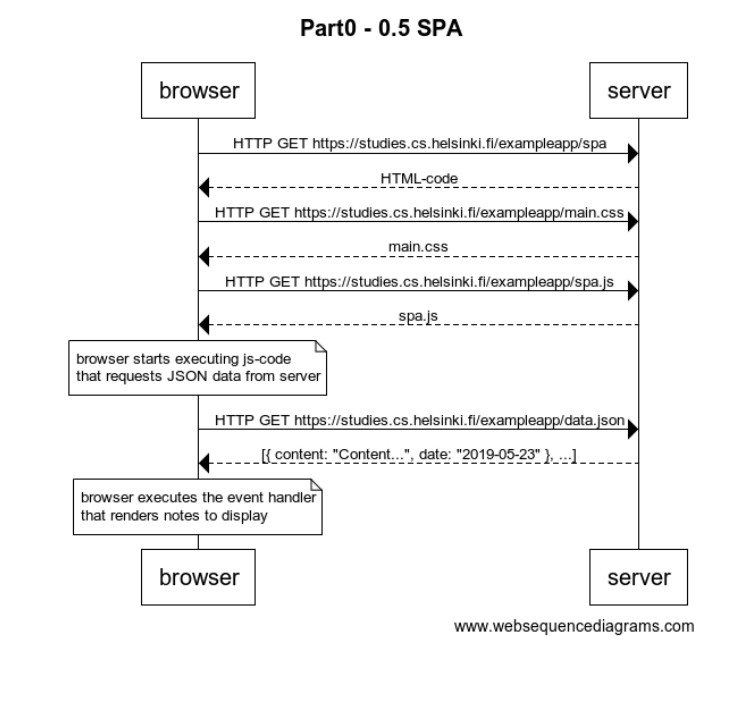 Part0 - 0.5 SPA
browser
server
HTTP GET https://studies.cs.helsinki.fi/exampleapp/spa
HTML-code
HTTP GET https://studies.cs.helsinki.fi/exampleapp/main.css
main.css
HTTP GET https://studies.cs.helsinki.fi/exampleapp/spa.js
spa.js
browser starts executing js-code
that requests JSON data from server
HTTP GET https://studies.cs.helsinki.fi/exampleapp/data.json
[{ content: "Content...", date: "2019-05-23" }, ...]
browser executes the event handler
that renders notes to display
browser
server
www.websequencediagrams.com